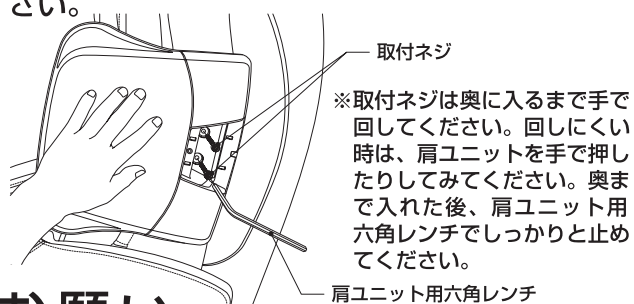 さい。
取付ネジ
※取付ネジは奥に入るまで手で
回してください。回しにくい
時は、肩ユニットを手で押し
たりしてみてください。奥ま
で入れた後、肩ユニット用
六角レンチでしっかりと止め
てください。
肩ユニット用六角レンチ
お願い